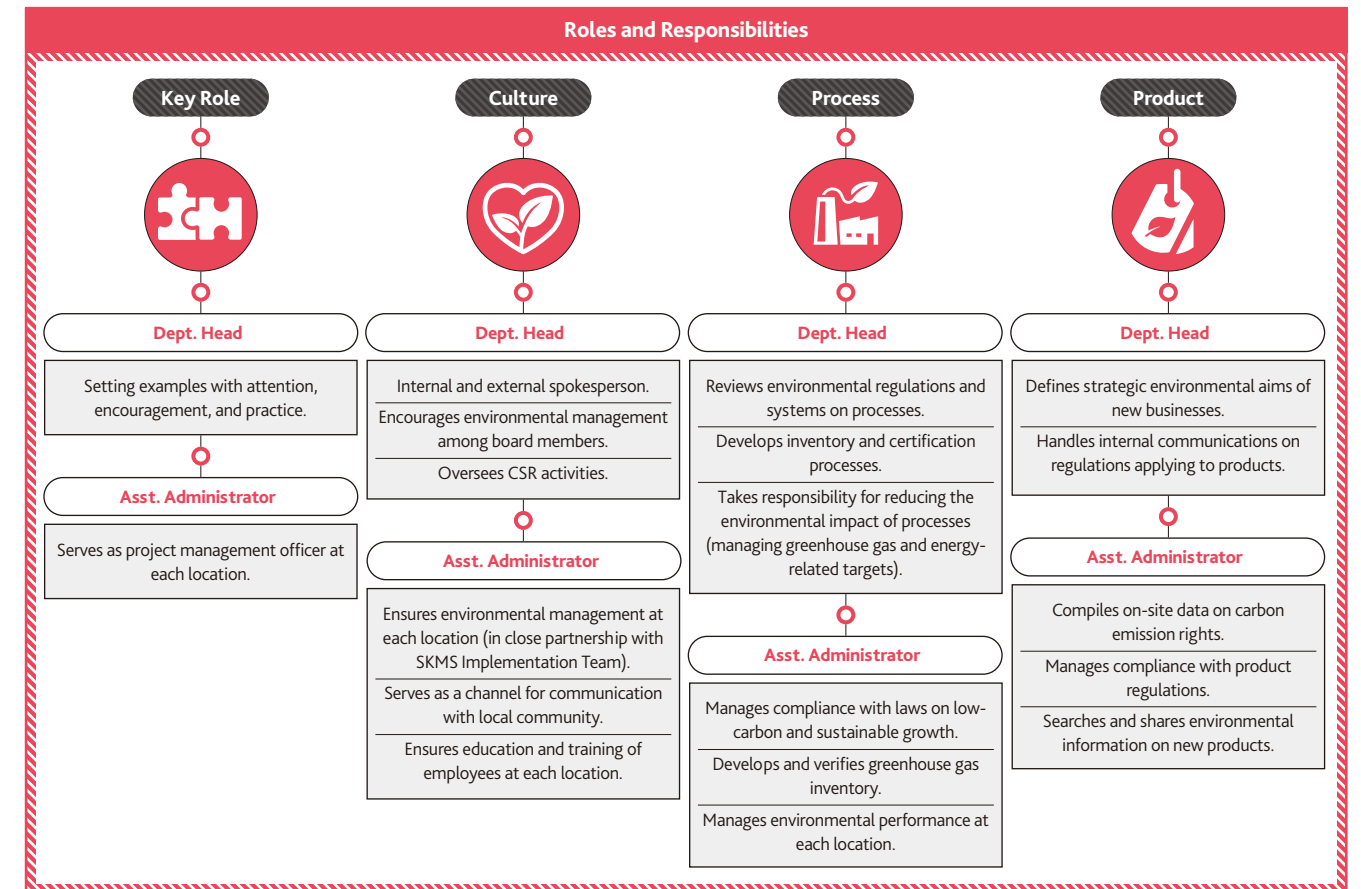 Roles and Responsibilities
Key Role
Dept. Head
Setting examples with attention,
encouragement, and practice.
Asst. Administrator
Serves as project management officer at
each location.
Culture
Dept. Head
Internal and external spokesperson.
Encourages environmental management
among board members.
Oversees CSR activities.
Asst. Administrator
Ensures environmental management at
each location (in close partnership with
SKMS Implementation Team).
Serves as a channel for communication
with local community.
Ensures education and training of
employees at each location.
Process
Dept. Head
Reviews environmental regulations and
systems on processes.
Develops inventory and certification
processes.
Takes responsibility for reducing the
environmental impact of processes
(managing greenhouse gas and energy-
related targets).
Asst. Administrator
Manages compliance with laws on low-
carbon and sustainable growth.
Develops and verifies greenhouse gas
inventory.
Manages environmental performance at
each location.
Product
Dept. Head
Defines strategic environmental aims of
new businesses.
Handles internal communications on
regulations applying to products.
Asst. Administrator
Compiles on-site data on carbon
emission rights.
Manages compliance with product
regulations.
Searches and shares environmental
information on new products.